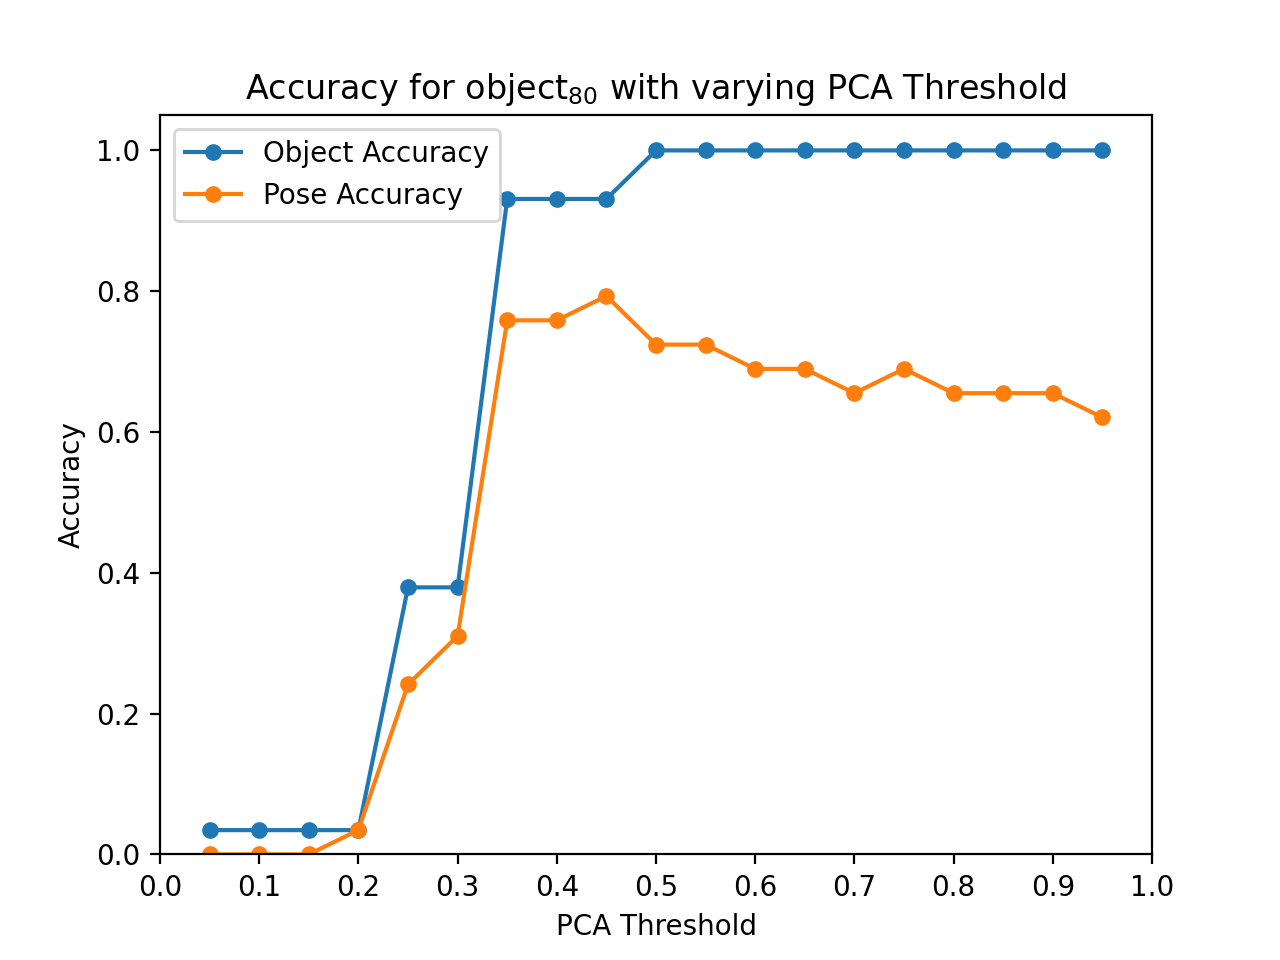 Accuracy for object₈₀ with varying PCA Threshold
Object Accuracy
Pose Accuracy
1.0
0.8
0.6
0.4
0.2
0.0
Accuracy
0.0 0.1 0.2 0.3 0.4 0.5 0.6 0.7 0.8 0.9 1.0
PCA Threshold